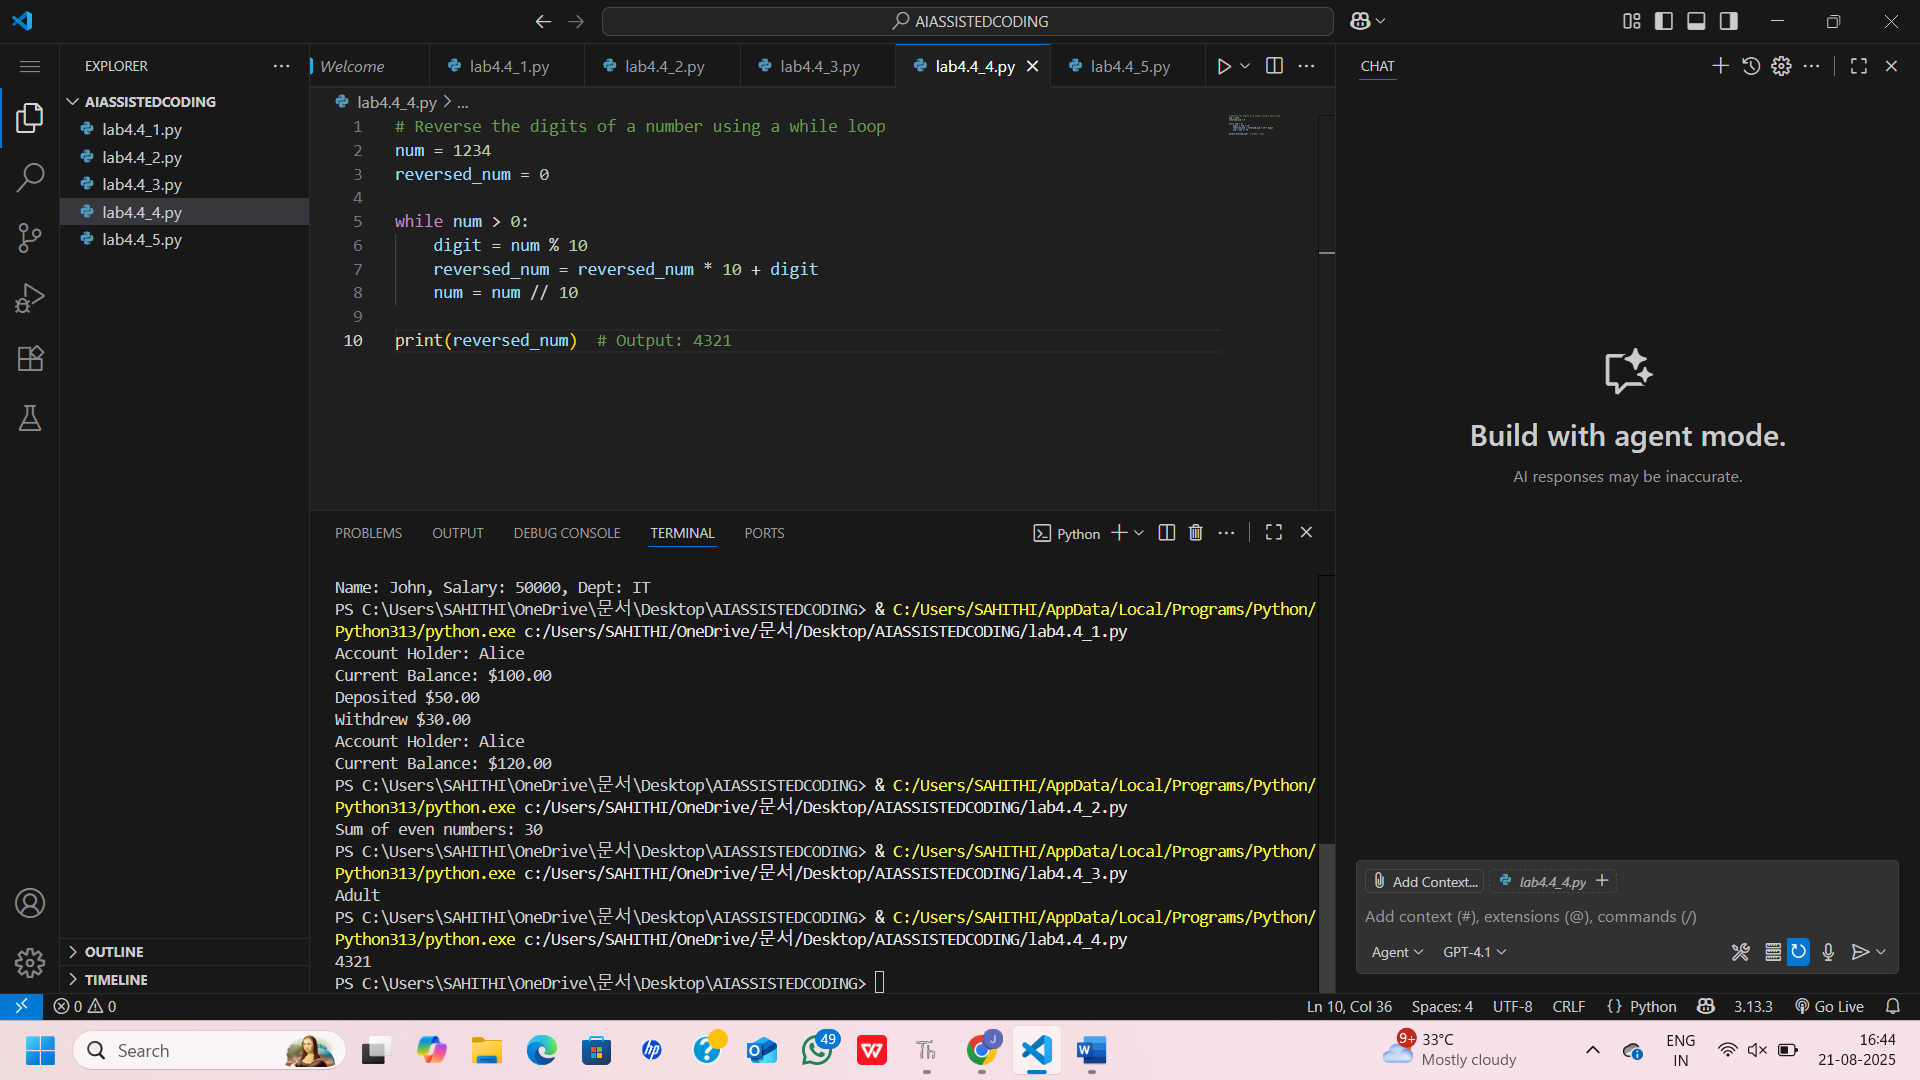 AIASSISTEDCODING
EXPLORER
Welcome
lab4.4_1.py
lab4.4_2.py
lab4.4_3.py
lab4.4_4.py
lab4.4_5.py
CHAT
AIASSISTEDCODING
lab4.4_1.py
lab4.4_2.py
lab4.4_3.py
lab4.4_4.py
lab4.4_5.py
lab4.4_4.py > ...
1 # Reverse the digits of a number using a while loop
2 num = 1234
3 reversed_num = 0
4
5 while num > 0:
6     digit = num % 10
7     reversed_num = reversed_num * 10 + digit
8     num = num // 10
9
10 print(reversed_num)  # Output: 4321
Build with agent mode.
AI responses may be inaccurate.
PROBLEMS
OUTPUT
DEBUG CONSOLE
TERMINAL
PORTS
Python
Name: John, Salary: 50000, Dept: IT
PS C:\Users\SAHITHI\OneDrive\문서\Desktop\AIASSISTEDCODING> & C:/Users/SAHITHI/AppData/Local/Programs/Python/
Python313/python.exe c:/Users/SAHITHI/OneDrive/문서/Desktop/AIASSISTEDCODING/lab4.4_1.py
Account Holder: Alice
Current Balance: $100.00
Deposited $50.00
Withdrew $30.00
Account Holder: Alice
Current Balance: $120.00
PS C:\Users\SAHITHI\OneDrive\문서\Desktop\AIASSISTEDCODING> & C:/Users/SAHITHI/AppData/Local/Programs/Python/
Python313/python.exe c:/Users/SAHITHI/OneDrive/문서/Desktop/AIASSISTEDCODING/lab4.4_2.py
Sum of even numbers: 30
PS C:\Users\SAHITHI\OneDrive\문서\Desktop\AIASSISTEDCODING> & C:/Users/SAHITHI/AppData/Local/Programs/Python/
Python313/python.exe c:/Users/SAHITHI/OneDrive/문서/Desktop/AIASSISTEDCODING/lab4.4_3.py
Adult
PS C:\Users\SAHITHI\OneDrive\문서\Desktop\AIASSISTEDCODING> & C:/Users/SAHITHI/AppData/Local/Programs/Python/
Python313/python.exe c:/Users/SAHITHI/OneDrive/문서/Desktop/AIASSISTEDCODING/lab4.4_4.py
4321
PS C:\Users\SAHITHI\OneDrive\문서\Desktop\AIASSISTEDCODING>
Add Context...
lab4.4_4.py
Add context (#), extensions (@), commands (/)
Agent
GPT-4.1
OUTLINE
TIMELINE
0 0
Ln 10, Col 36
Spaces: 4
UTF-8
CRLF
{} Python
3.13.3
Go Live
Search
hp
49
W
Th
J
W
9+
33°C
Mostly cloudy
ENG
IN
16:44
21-08-2025